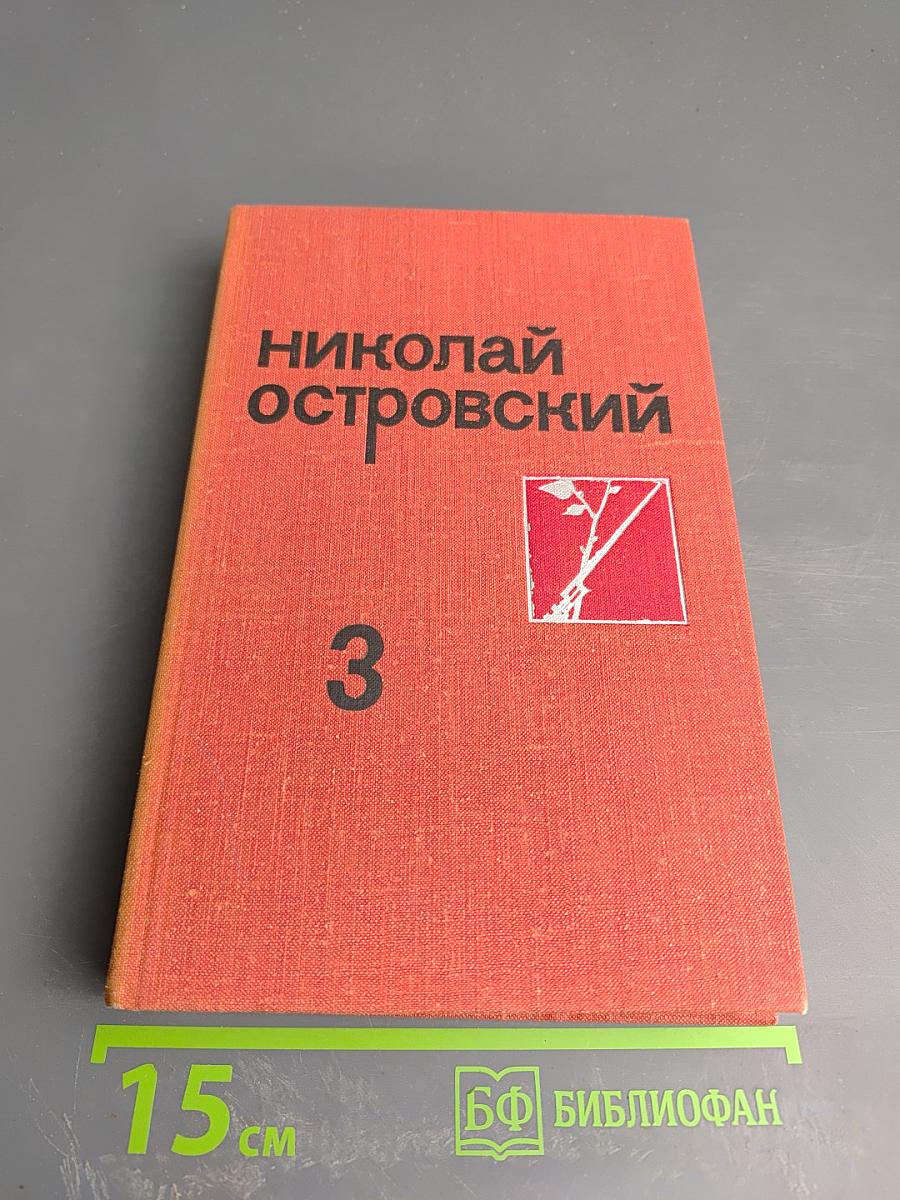 николай
островский
3
15 см
БФ БИБЛИОФАН